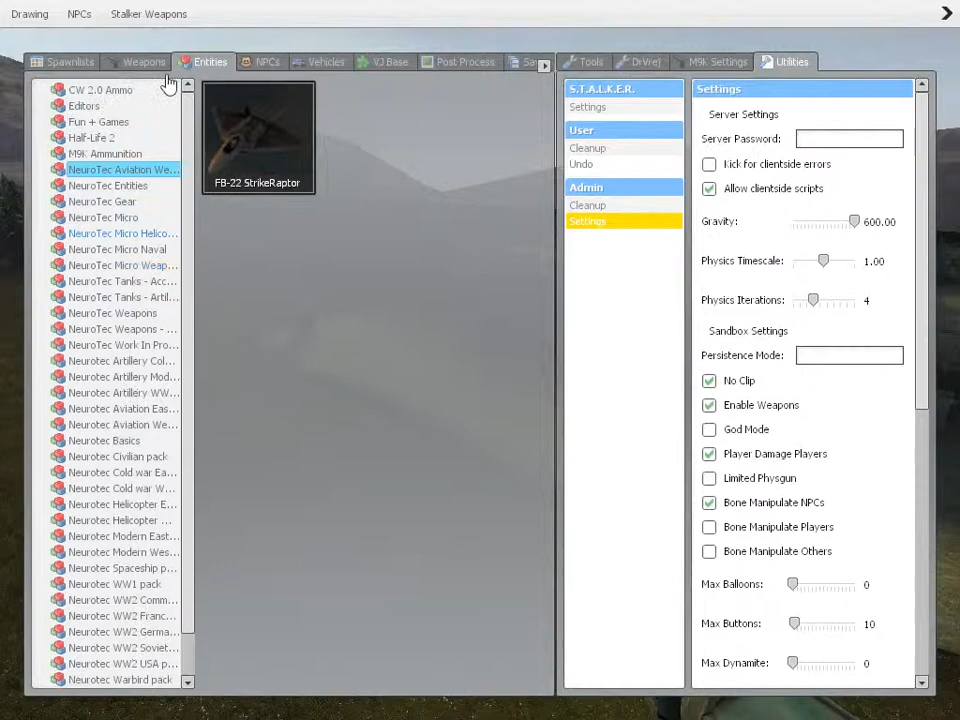 Drawing NPCs Stalker Weapons
Spawnlists Weapons Entities NPCs Vehicles VJ Base Post Process Sa
Tools DrVrej M9K Settings Utilities
CW 2.0 Ammo
Editors
Fun + Games
Half-Life 2
M9K Ammunition
NeuroTec Aviation We...
NeuroTec Entities
NeuroTec Gear
NeuroTec Micro
NeuroTec Micro Helico...
NeuroTec Micro Naval
NeuroTec Micro Weap...
NeuroTec Tanks - Acc...
NeuroTec Tanks - Artil...
NeuroTec Weapons
NeuroTec Weapons - ...
NeuroTec Work In Pro...
Neurotec Artillery Col...
Neurotec Artillery Mod...
Neurotec Artillery WW...
Neurotec Aviation Eas...
Neurotec Aviation We...
Neurotec Basics
Neurotec Civilian pack
Neurotec Cold war Ea...
Neurotec Cold war W...
Neurotec Helicopter E...
Neurotec Helicopter ...
Neurotec Modern East...
Neurotec Modern Wes...
Neurotec Spaceship p...
Neurotec WW1 pack
Neurotec WW2 Comm...
Neurotec WW2 Franc...
Neurotec WW2 Germa...
Neurotec WW2 Soviet...
Neurotec WW2 USA p...
Neurotec Warbird pack
FB-22 StrikeRaptor
S.T.A.L.K.E.R.
Settings
User
Cleanup
Undo
Admin
Cleanup
Settings
Settings
Server Settings
Server Password:
Kick for clientside errors
Allow clientside scripts
Gravity: 600.00
Physics Timescale: 1.00
Physics Iterations: 4
Sandbox Settings
Persistence Mode:
No Clip
Enable Weapons
God Mode
Player Damage Players
Limited Physgun
Bone Manipulate NPCs
Bone Manipulate Players
Bone Manipulate Others
Max Balloons: 0
Max Buttons: 10
Max Dynamite: 0